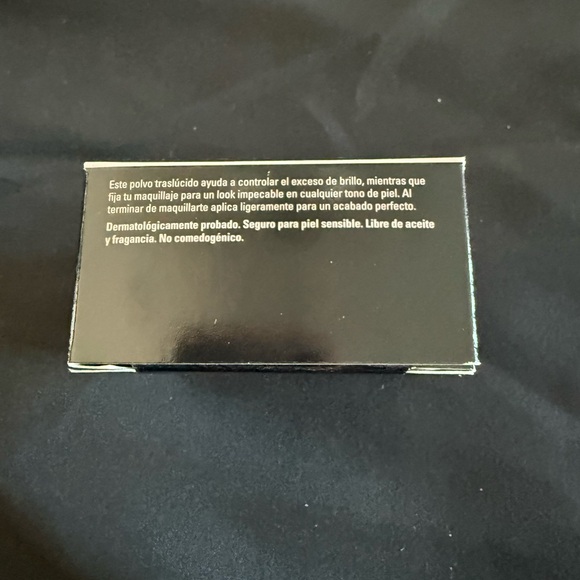 Este polvo traslúcido ayuda a controlar el exceso de brillo, mientras que
fija tu maquillaje para un look impecable en cualquier tono de piel. Al
terminar de maquillarte aplica ligeramente para un acabado perfecto.
Dermatológicamente probado. Seguro para piel sensible. Libre de aceite
y fragancia. No comedogénico.